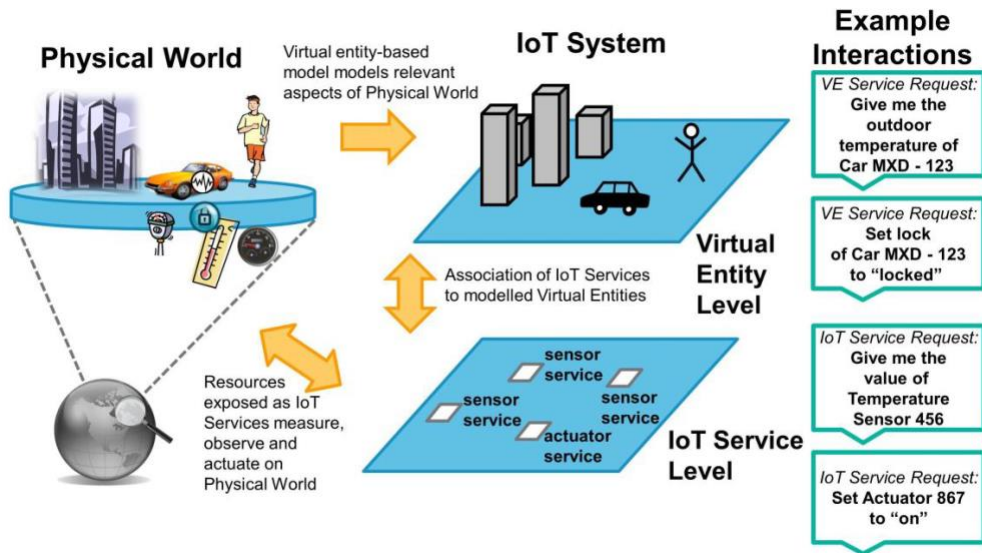 Physical World
Virtual entity-based
model models relevant
aspects of Physical World
IoT System
Example
Interactions
VE Service Request:
Give me the
outdoor
temperature of
Car MXD - 123
VE Service Request:
Set lock
of Car MXD - 123
to “locked”
Virtual
Entity
Level
Association of IoT Services
to modelled Virtual Entities
IoT Service Request:
Give me the
value of
Temperature
Sensor 456
Resources
exposed as IoT
Services measure,
observe and
actuate on
Physical World
sensor
service
sensor
service
sensor
service
actuator
service
IoT Service
Level
IoT Service Request:
Set Actuator 867
to “on”